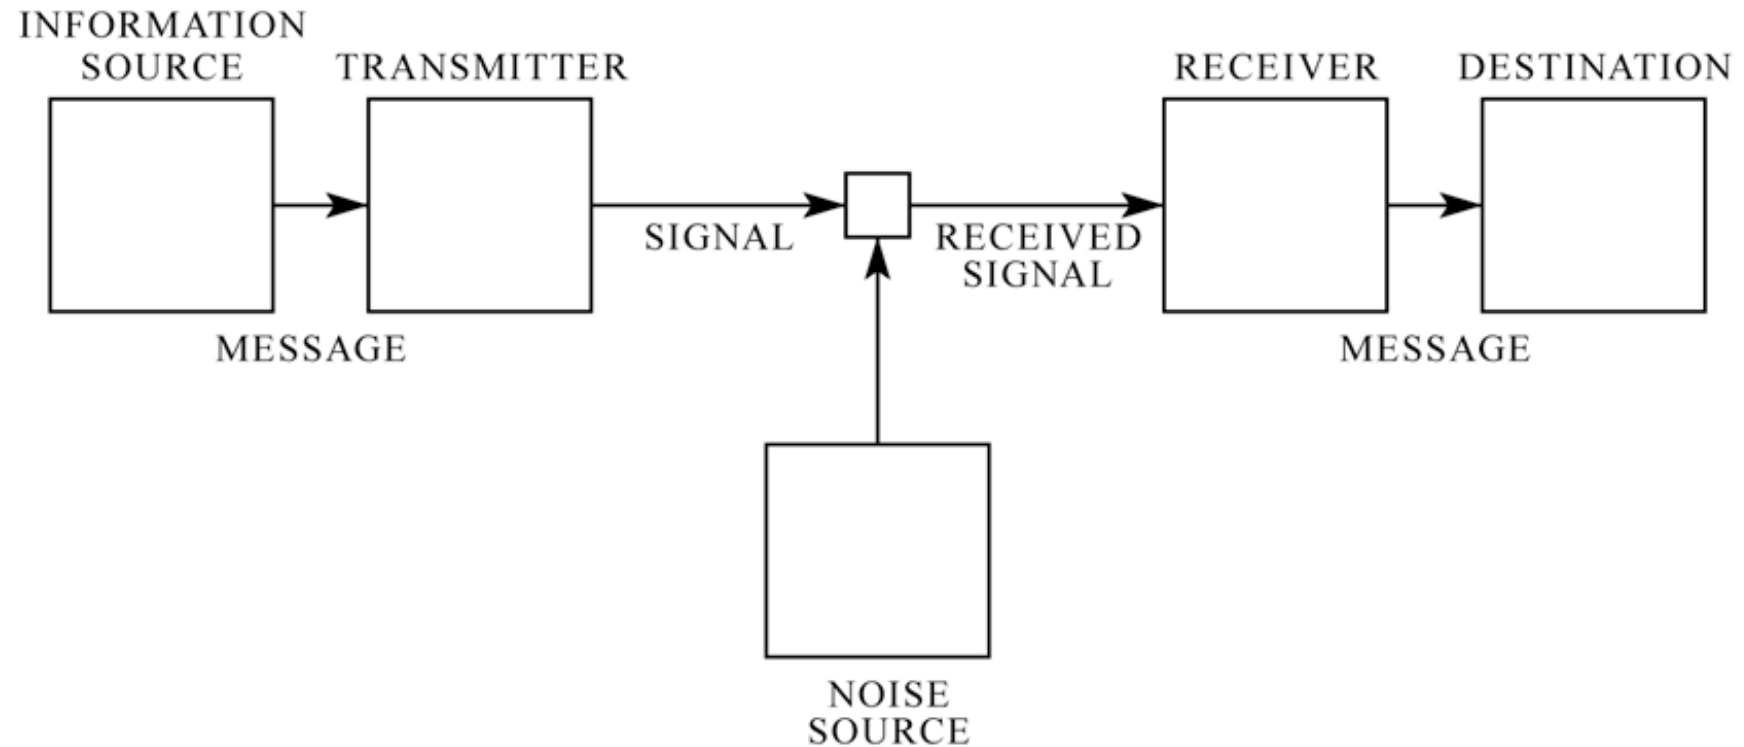 INFORMATION
SOURCE
TRANSMITTER
RECEIVER
DESTINATION
SIGNAL
RECEIVED
SIGNAL
MESSAGE
MESSAGE
NOISE
SOURCE